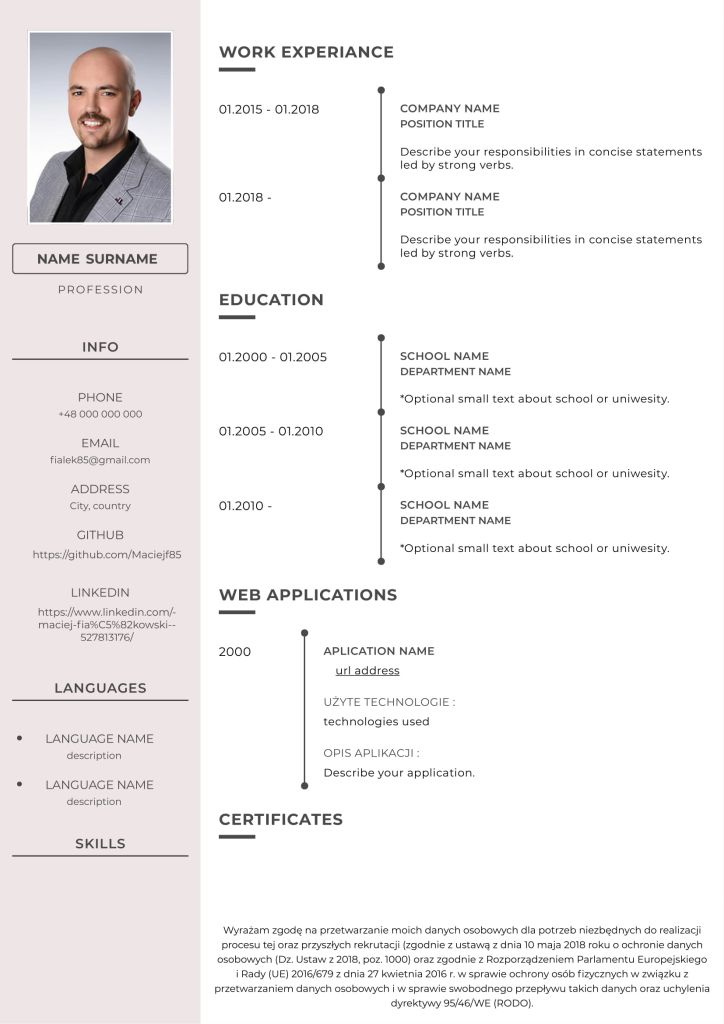 NAME SURNAME
PROFESSION
INFO
PHONE
+48 000 000 000
EMAIL
fialek85@gmail.com
ADDRESS
City, country
GITHUB
https://github.com/Maciejf85
LINKEDIN
https://www.linkedin.com/-
maciej-fia%C5%82kowski--
527813176/
LANGUAGES
• LANGUAGE NAME
description
• LANGUAGE NAME
description
SKILLS
WORK EXPERIANCE
01.2015 - 01.2018
COMPANY NAME
POSITION TITLE
Describe your responsibilities in concise statements
led by strong verbs.
01.2018 -
COMPANY NAME
POSITION TITLE
Describe your responsibilities in concise statements
led by strong verbs.
EDUCATION
01.2000 - 01.2005
SCHOOL NAME
DEPARTMENT NAME
*Optional small text about school or uniwesity.
01.2005 - 01.2010
SCHOOL NAME
DEPARTMENT NAME
*Optional small text about school or uniwesity.
01.2010 -
SCHOOL NAME
DEPARTMENT NAME
*Optional small text about school or uniwesity.
WEB APPLICATIONS
2000
APLICATION NAME
url address
UŻYTE TECHNOLOGIE :
technologies used
OPIS APLIKACJI :
Describe your application.
CERTIFICATES
Wyrażam zgodę na przetwarzanie moich danych osobowych dla potrzeb niezbędnych do realizacji
procesu tej oraz przyszłych rekrutacji (zgodnie z ustawą z dnia 10 maja 2018 roku o ochronie danych
osobowych (Dz. Ustaw z 2018, poz. 1000) oraz zgodnie z Rozporządzeniem Parlamentu Europejskiego
i Rady (UE) 2016/679 z dnia 27 kwietnia 2016 r. w sprawie ochrony osób fizycznych w związku z
przetwarzaniem danych osobowych i w sprawie swobodnego przepływu takich danych oraz uchylenia
dyrektywy 95/46/WE (RODO).